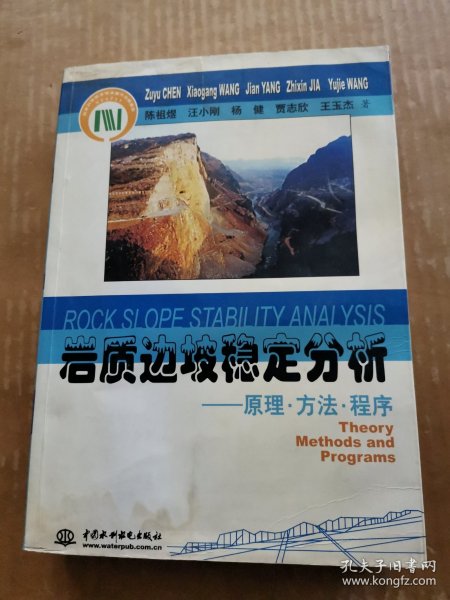 Zuyu CHEN Xiaogang WANG Jian YANG Zhixin JIA Yujie WANG
陈祖煜 汪小刚 杨健 贾志欣 王玉杰 著
ROCK SLOPE STABILITY ANALYSIS
岩质边坡稳定分析
——原理·方法·程序
Theory
Methods and
Programs
中国水利水电出版社
www.waterpub.com.cn
孔夫子旧书网
www.kongfz.com